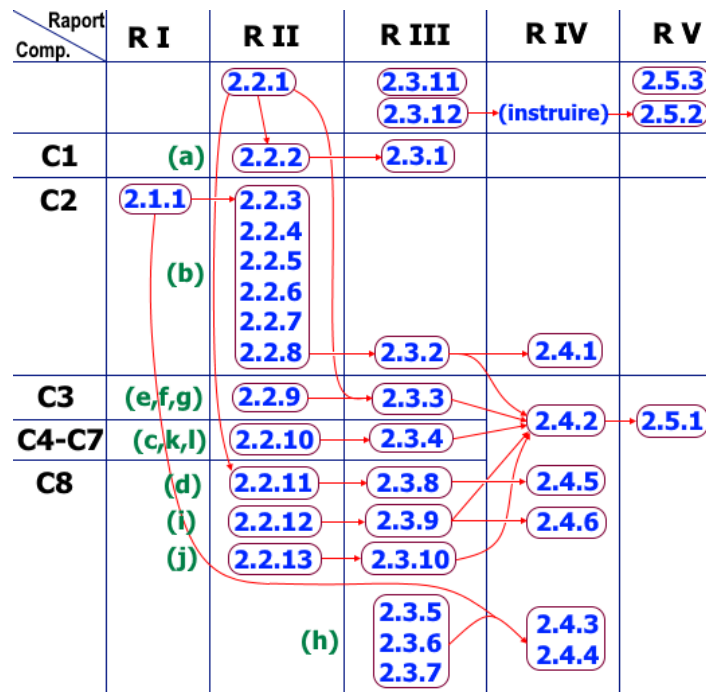 Raport
Comp.
R I R II R III R IV R V
2.2.1 2.3.11 2.5.3
2.3.12 (instruire) 2.5.2
C1 (a) 2.2.2 2.3.1
C2 2.1.1 2.2.3
2.2.4
2.2.5
(b)
2.2.6
2.2.7
2.2.8 2.3.2 2.4.1
C3 (e,f,g) 2.2.9 2.3.3
2.4.2 2.5.1
C4-C7 (c,k,l) 2.2.10 2.3.4
C8 (d) 2.2.11 2.3.8 2.4.5
(i) 2.2.12 2.3.9 2.4.6
(j) 2.2.13 2.3.10
2.3.5
2.4.3
(h) 2.3.6
2.4.4
2.3.7